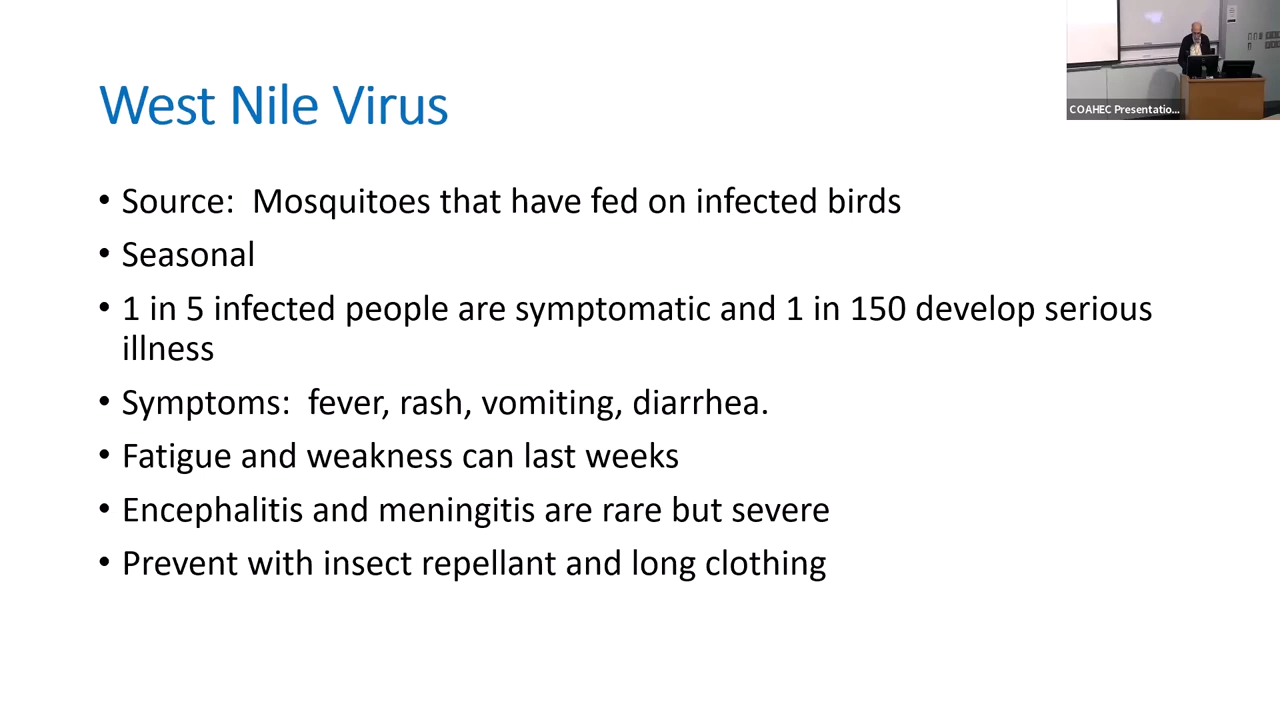 West Nile Virus
COAHEC Presentatio...
• Source:  Mosquitoes that have fed on infected birds
• Seasonal
• 1 in 5 infected people are symptomatic and 1 in 150 develop serious
illness
• Symptoms:  fever, rash, vomiting, diarrhea.
• Fatigue and weakness can last weeks
• Encephalitis and meningitis are rare but severe
• Prevent with insect repellant and long clothing